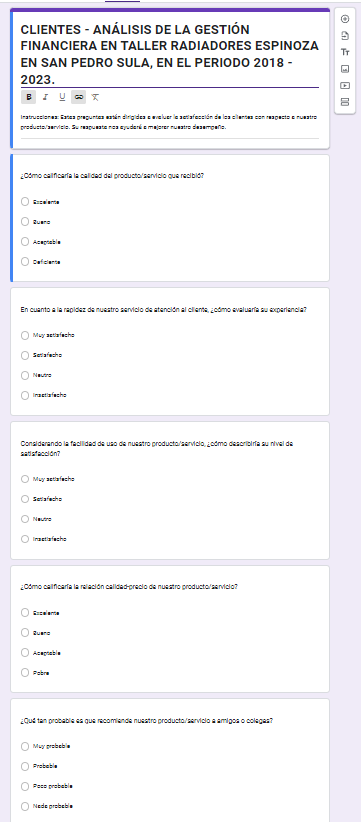 CLIENTES - ANÁLISIS DE LA GESTIÓN
FINANCIERA EN TALLER RADIADORES ESPINOZA
EN SAN PEDRO SULA, EN EL PERIODO 2018 -
2023.
B I U
Instrucciones: Estas preguntas están dirigidas a evaluar la satisfacción de los clientes con respecto a nuestro
producto/servicio. Su respuesta nos ayudará a mejorar nuestro desempeño.
¿Cómo calificaría la calidad del producto/servicio que recibió?
Excelente
Bueno
Aceptable
Deficiente
En cuanto a la rapidez de nuestro servicio de atención al cliente, ¿cómo evaluaría su experiencia?
Muy satisfecho
Satisfecho
Neutro
Insatisfecho
Considerando la facilidad de uso de nuestro producto/servicio, ¿cómo describiría su nivel de
satisfacción?
Muy satisfecho
Satisfecho
Neutro
Insatisfecho
¿Cómo calificaría la relación calidad-precio de nuestro producto/servicio?
Excelente
Bueno
Aceptable
Pobre
¿Qué tan probable es que recomiende nuestro producto/servicio a amigos o colegas?
Muy probable
Probable
Poco probable
Nada probable